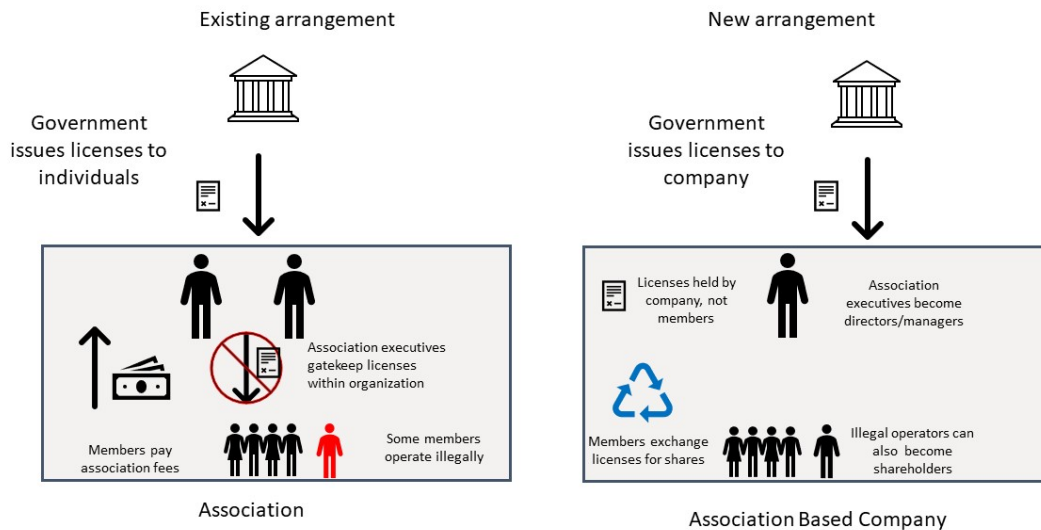 Existing arrangement
Government
issues licenses to
individuals
Association executives
gatekeep licenses
within organization
Members pay
association fees
Some members
operate illegally
Association
New arrangement
Government
issues licenses to
company
Licenses held by
company, not
members
Association
executives become
directors/managers
Members exchange
licenses for shares
Illegal operators can
also become
shareholders
Association Based Company